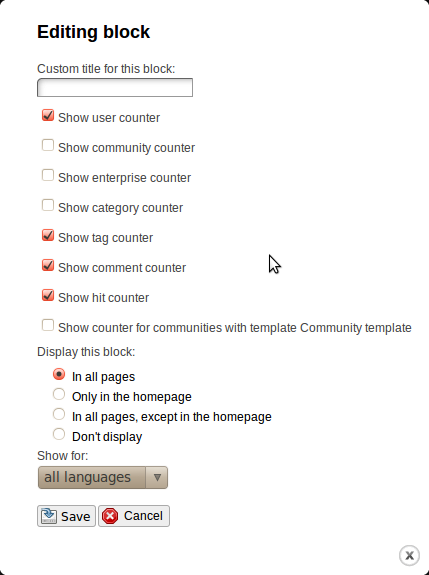 Editing block
Custom title for this block:
Show user counter
Show community counter
Show enterprise counter
Show category counter
Show tag counter
Show comment counter
Show hit counter
Show counter for communities with template Community template
Display this block:
In all pages
Only in the homepage
In all pages, except in the homepage
Don't display
Show for:
all languages
Save Cancel
x